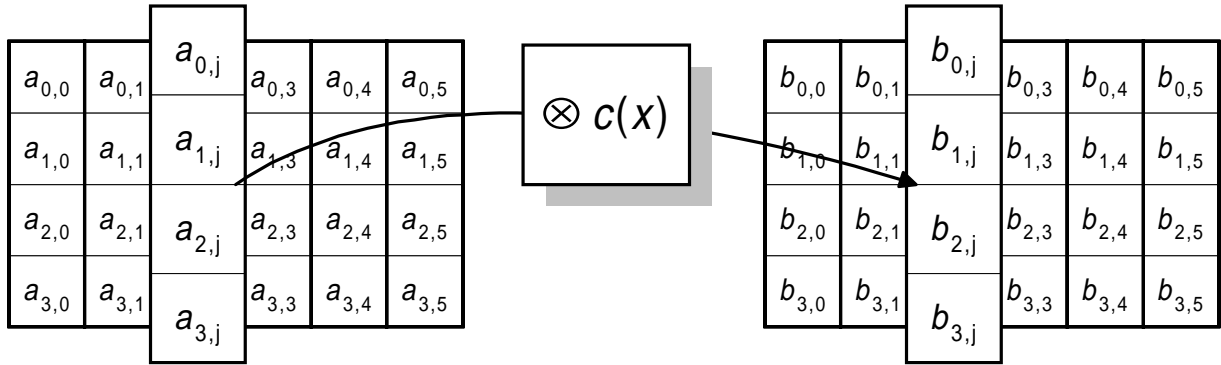 a0,j b0,j
a0,0 a0,1 a0,3 a0,4 a0,5 b0,0 b0,1 b0,3 b0,4 b0,5
⊗ c(x)
a1,0 a1,1 a1,j a1,3 a1,4 a1,5 b1,0 b1,1 b1,j b1,3 b1,4 b1,5
a2,0 a2,1 a2,j a2,3 a2,4 a2,5 b2,0 b2,1 b2,j b2,3 b2,4 b2,5
a3,0 a3,1 a3,j a3,3 a3,4 a3,5 b3,0 b3,1 b3,j b3,3 b3,4 b3,5